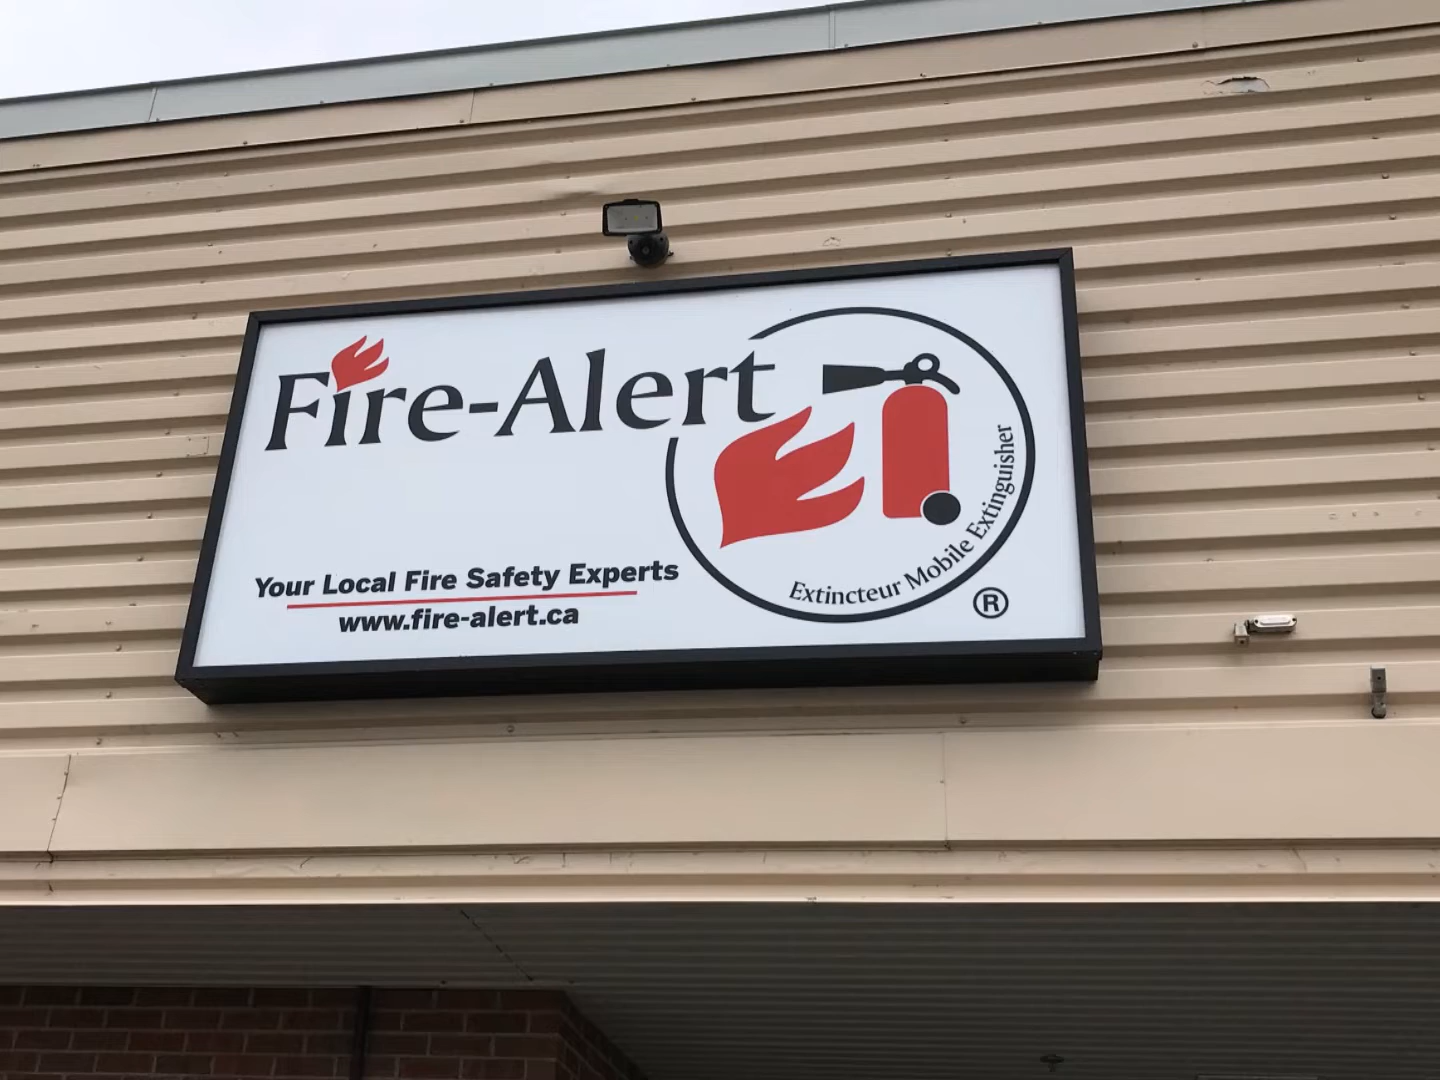 Fire-Alert
Extincteur Mobile Extinguisher
®
Your Local Fire Safety Experts
www.fire-alert.ca